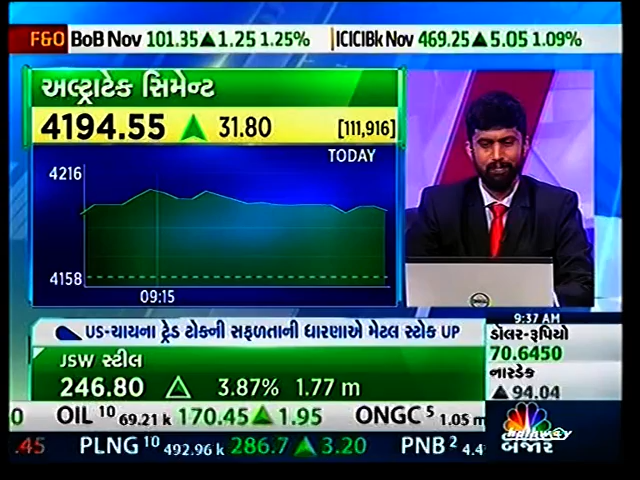 F&O BoB Nov 101.35▲1.25 1.25% ICICIBk Nov 469.25▲5.05 1.09%
અલ્ટ્રાટેક સિમેન્ટ
4194.55 ▲ 31.80 [111,916]
TODAY
4216
4158
09:15
9:37 AM
US-ચાયના ટ્રેડ ટોકની સફળતાની ધારણાએ મેટલ સ્ટોક UP
ડોલર-રૂપિયો
70.6450
JSW સ્ટીલ
246.80 △ 3.87% 1.77 m
નાસ્ડેક
▲94.04
0 OIL 10 69.21 k 170.45▲1.95 ONGC 5 1.05 m
.45 PLNG 10 492.96 k 286.7▲3.20 PNB 2 4.4
hathway
બજાર